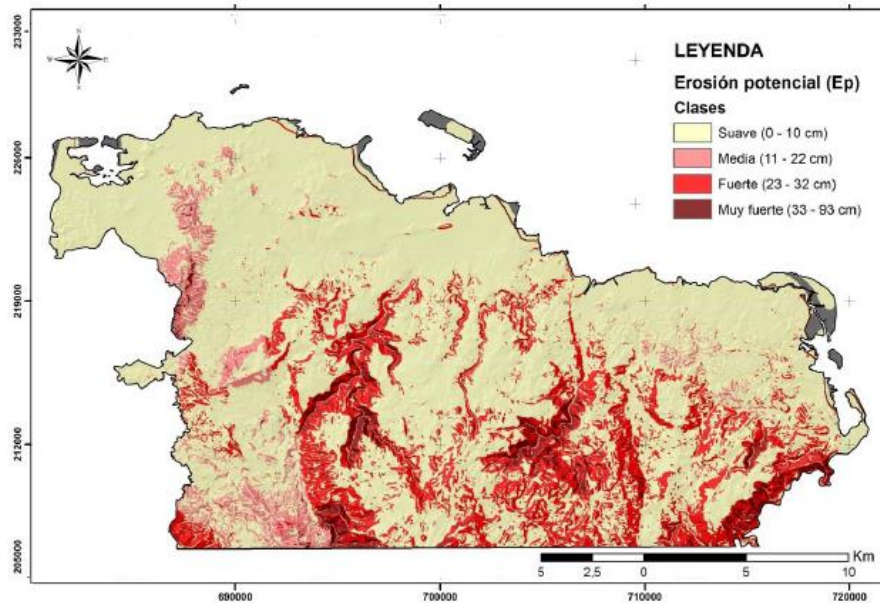 233000
226000
219000
212000
205000
N
W E
S
LEYENDA
Erosión potencial (Ep)
Clases
Suave (0 - 10 cm)
Media (11 - 22 cm)
Fuerte (23 - 32 cm)
Muy fuerte (33 - 93 cm)
Km
5 2,5 0 5 10
690000 700000 710000 720000